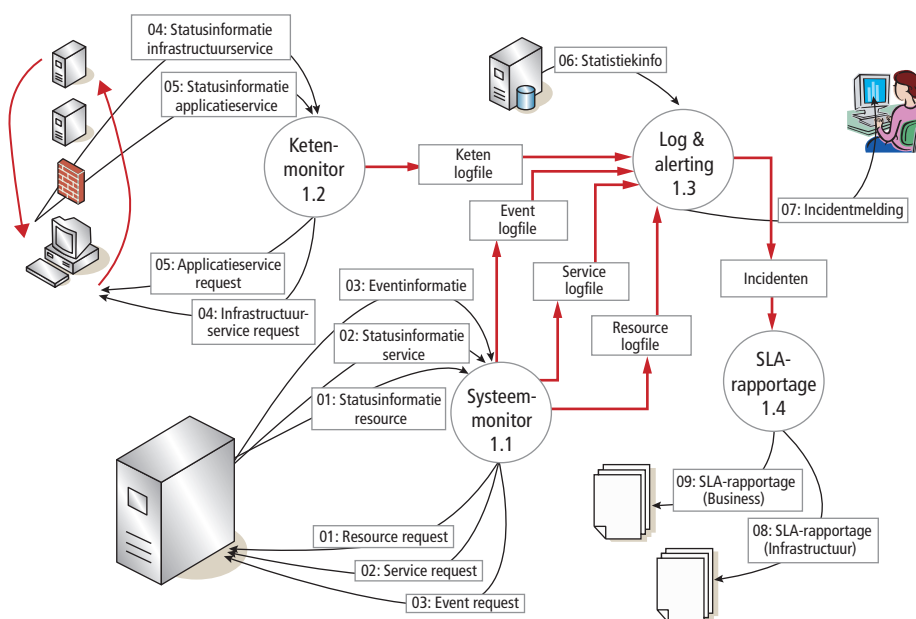 04: Statusinformatie
infrastructuurservice
05: Statusinformatie
applicatieservice
06: Statistiekinfo
Keten-
monitor
1.2
Keten
logfile
Log &
alerting
1.3
07: Incidentmelding
Event
logfile
05: Applicatieservice
request
04: Infrastructuur-
service request
03: Eventinformatie
Service
logfile
Incidenten
02: Statusinformatie
service
Resource
logfile
01: Statusinformatie
resource
Systeem-
monitor
1.1
SLA-
rapportage
1.4
09: SLA-rapportage
(Business)
08: SLA-rapportage
(Infrastructuur)
01: Resource request
02: Service request
03: Event request